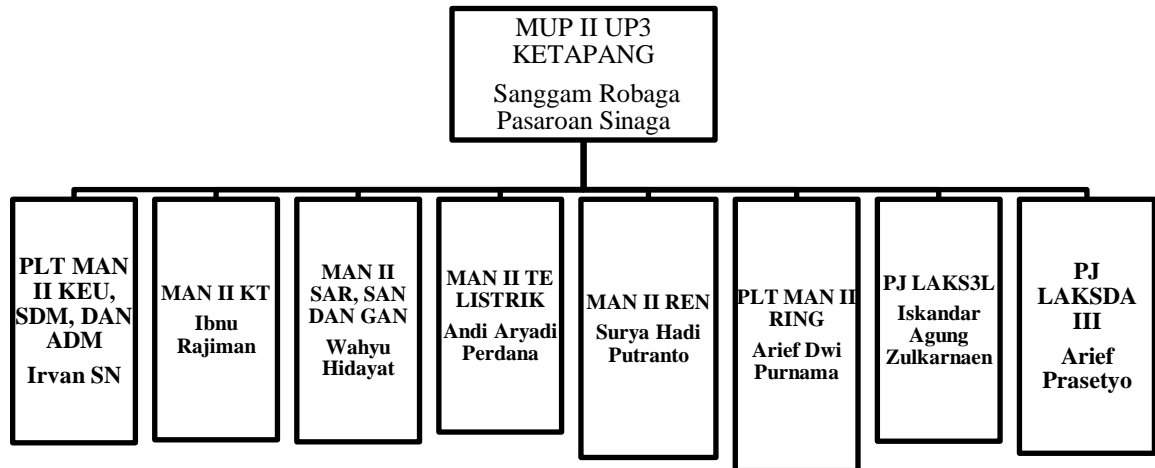 MUP II UP3
KETAPANG
Sanggam Robaga
Pasaroan Sinaga
PLT MAN
II KEU,
SDM, DAN
ADM
Irvan SN
MAN II KT
Ibnu
Rajiman
MAN II
SAR, SAN
DAN GAN
Wahyu
Hidayat
MAN II TE
LISTRIK
Andi Aryadi
Perdana
MAN II REN
Surya Hadi
Putranto
PLT MAN II
RING
Arief Dwi
Purnama
PJ LAKS3L
Iskandar
Agung
Zulkarnaen
PJ
LAKSDA
III
Arief
Prasetyo